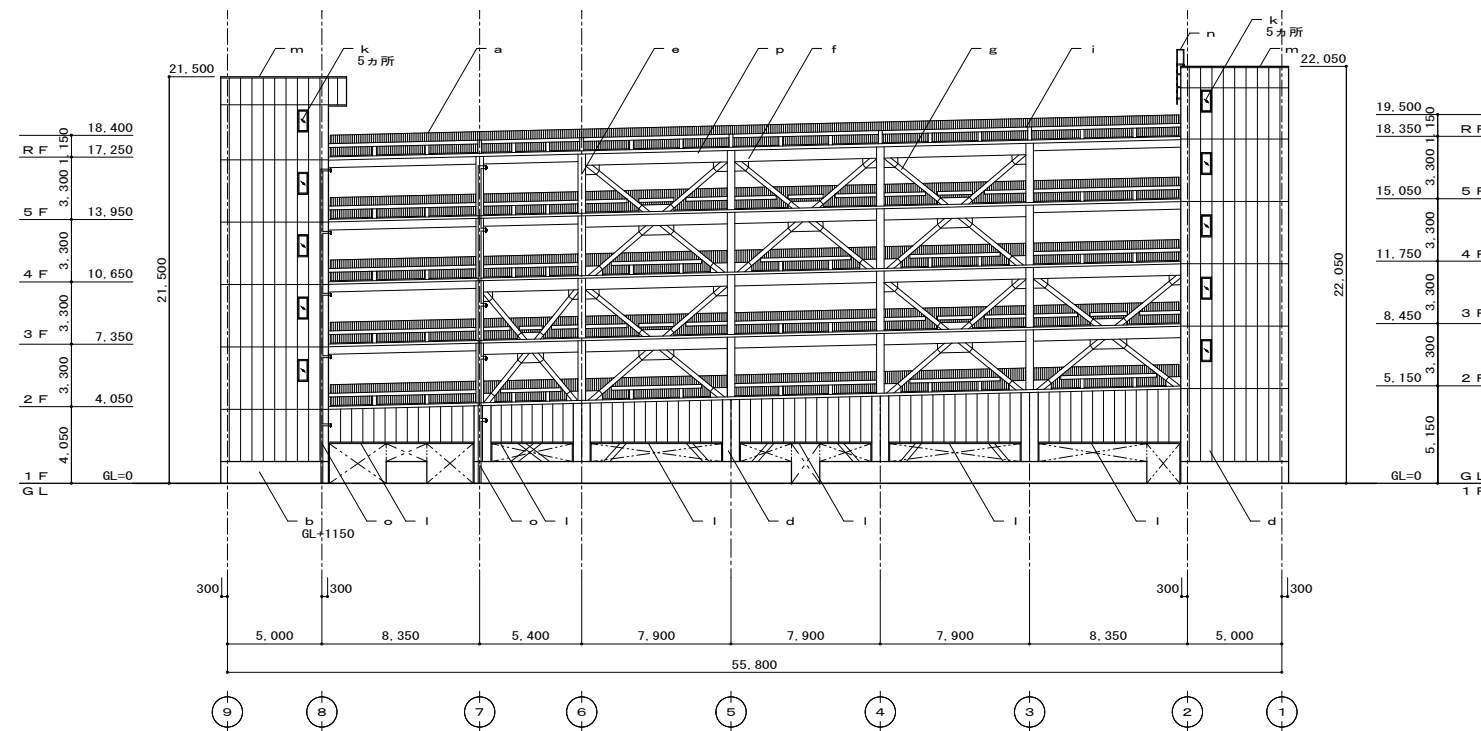 m
k
5ヵ所
a
e
p
f
g
i
n
k
5ヵ所
m
21,500
22,050
18,400
RF 17,250
1,150
3,300
5F 13,950
3,300
4F 10,650
3,300
3F 7,350
3,300
2F 4,050
4,050
1F GL=0
GL
21,500
22,050
19,500
18,350 RF
1,150
3,300
15,050 5F
3,300
11,750 4F
3,300
8,450 3F
3,300
5,150 2F
5,150
GL=0 GL
1F
b
GL+1150
o
l
o
l
l
d
l
l
l
d
300
300
300
300
5,000
8,350
5,400
7,900
7,900
7,900
8,350
5,000
55,800
9
8
7
6
5
4
3
2
1